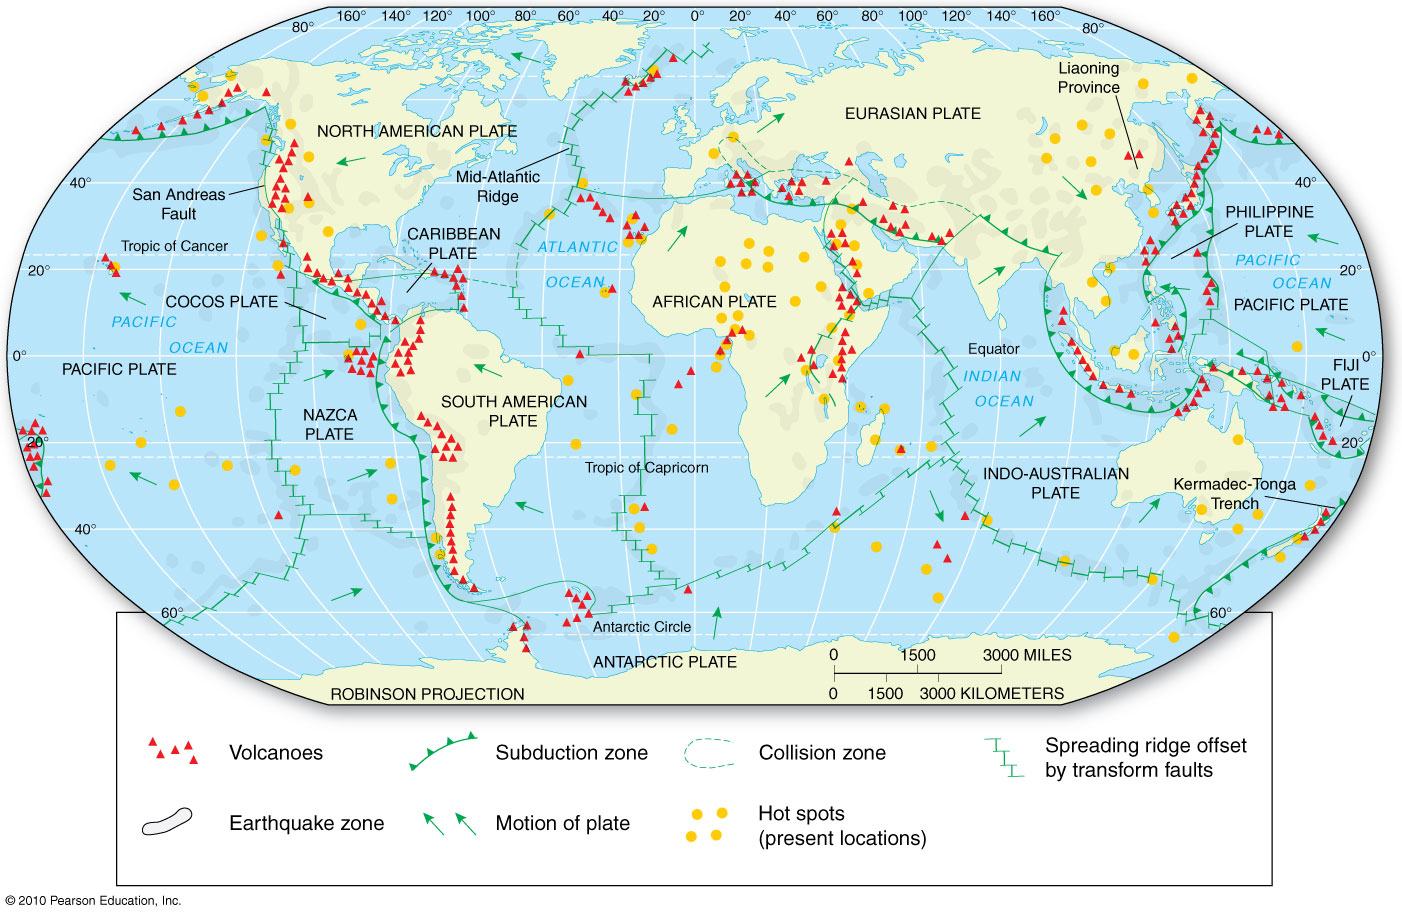 160° 140° 120° 100° 80° 60° 40° 20° 0° 20° 40° 60° 80° 100° 120° 140° 160°
80°
80°
Liaoning
Province
EURASIAN PLATE
NORTH AMERICAN PLATE
Mid-Atlantic
Ridge
40°
40°
San Andreas
Fault
PHILIPPINE
PLATE
CARIBBEAN
PLATE
Tropic of Cancer
ATLANTIC
OCEAN
PACIFIC
OCEAN
20°
20°
COCOS PLATE
AFRICAN PLATE
PACIFIC PLATE
PACIFIC
OCEAN
0°
0°
Equator
PACIFIC PLATE
INDIAN
OCEAN
FIJI
PLATE
NAZCA
PLATE
SOUTH AMERICAN
PLATE
20°
20°
Tropic of Capricorn
INDO-AUSTRALIAN
PLATE
Kermadec-Tonga
Trench
40°
40°
60°
60°
Antarctic Circle
ANTARCTIC PLATE
0 1500 3000 MILES
0 1500 3000 KILOMETERS
ROBINSON PROJECTION
Volcanoes
Subduction zone
Collision zone
Spreading ridge offset
by transform faults
Earthquake zone
Motion of plate
Hot spots
(present locations)
© 2010 Pearson Education, Inc.